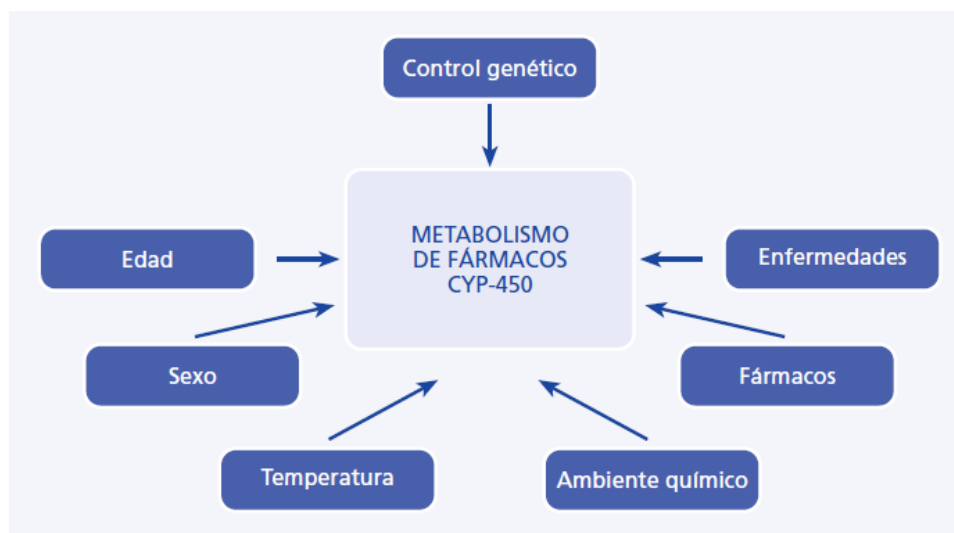 Control genético
METABOLISMO
DE FÁRMACOS
CYP-450
Edad
Enfermedades
Sexo
Fármacos
Temperatura
Ambiente químico